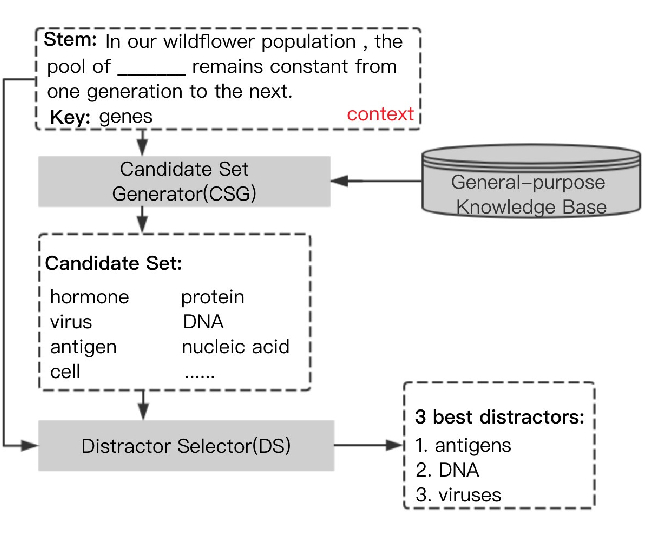 Stem: In our wildflower population , the
pool of _______ remains constant from
one generation to the next.
Key: genes
context
Candidate Set
Generator(CSG)
General-purpose
Knowledge Base
Candidate Set:
hormone protein
virus DNA
antigen nucleic acid
cell ......
Distractor Selector(DS)
3 best distractors:
1. antigens
2. DNA
3. viruses